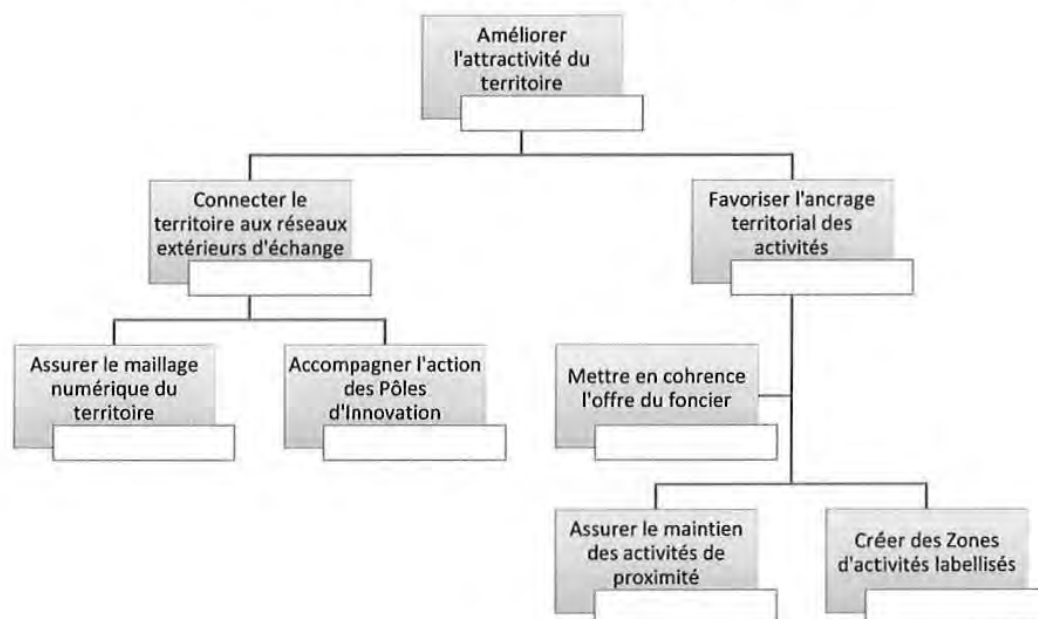 Améliorer
l'attractivité du
territoire
Connecter le
territoire aux réseaux
extérieurs d'échange
Favoriser l'ancrage
territorial des
activités
Assurer le maillage
numérique du
territoire
Accompagner l'action
des Pôles
d'Innovation
Mettre en cohrence
l'offre du foncier
Assurer le maintien
des activités de
proximité
Créer des Zones
d'activités labellisés